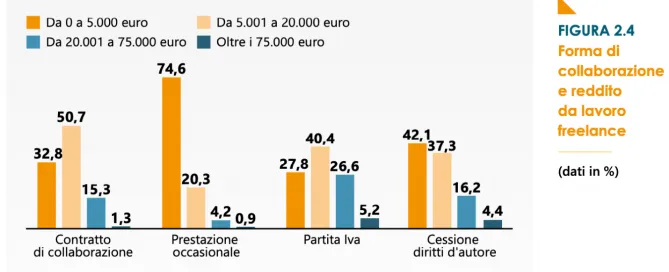 Da 0 a 5.000 euro
Da 5.001 a 20.000 euro
Da 20.001 a 75.000 euro
Oltre i 75.000 euro
32,8
50,7
15,3
1,3
74,6
20,3
4,2
0,9
27,8
40,4
26,6
5,2
42,1
37,3
16,2
4,4
Contratto
di collaborazione
Prestazione
occasionale
Partita Iva
Cessione
diritti d'autore
FIGURA 2.4
Forma di
collaborazione
e reddito
da lavoro
freelance
(dati in %)